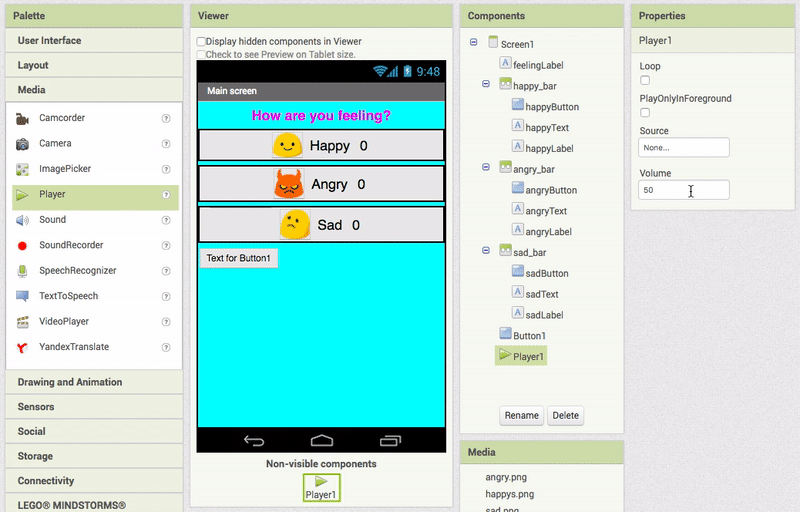 Palette
User Interface
Layout
Media
Camcorder
Camera
ImagePicker
Player
Sound
SoundRecorder
SpeechRecognizer
TextToSpeech
VideoPlayer
YandexTranslate
Drawing and Animation
Sensors
Social
Storage
Connectivity
LEGO® MINDSTORMS®
Viewer
Display hidden components in Viewer
Check to see Preview on Tablet size.
9:48
Main screen
How are you feeling?
Happy 0
Angry 0
Sad 0
Text for Button1
Non-visible components
Player1
Components
Screen1
feelingLabel
happy_bar
happyButton
happyText
happyLabel
angry_bar
angryButton
angryText
angryLabel
sad_bar
sadButton
sadText
sadLabel
Button1
Player1
Rename Delete
Media
angry.png
happys.png
sad.png
Properties
Player1
Loop
PlayOnlyInForeground
Source
None...
Volume
50